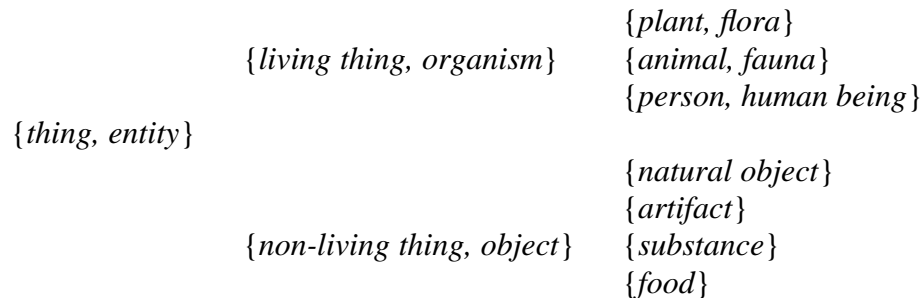 {plant, flora}
{living thing, organism} {animal, fauna}
{person, human being}
{thing, entity}
{natural object}
{artifact}
{non-living thing, object} {substance}
{food}